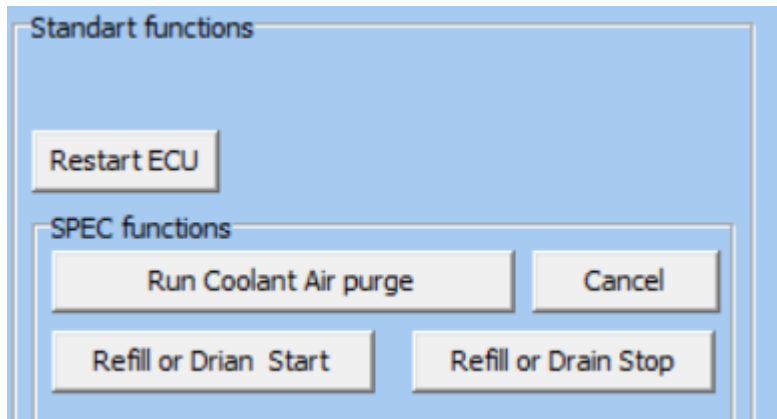 Standart functions
Restart ECU
SPEC functions
Run Coolant Air purge Cancel
Refill or Drian  Start Refill or Drain Stop